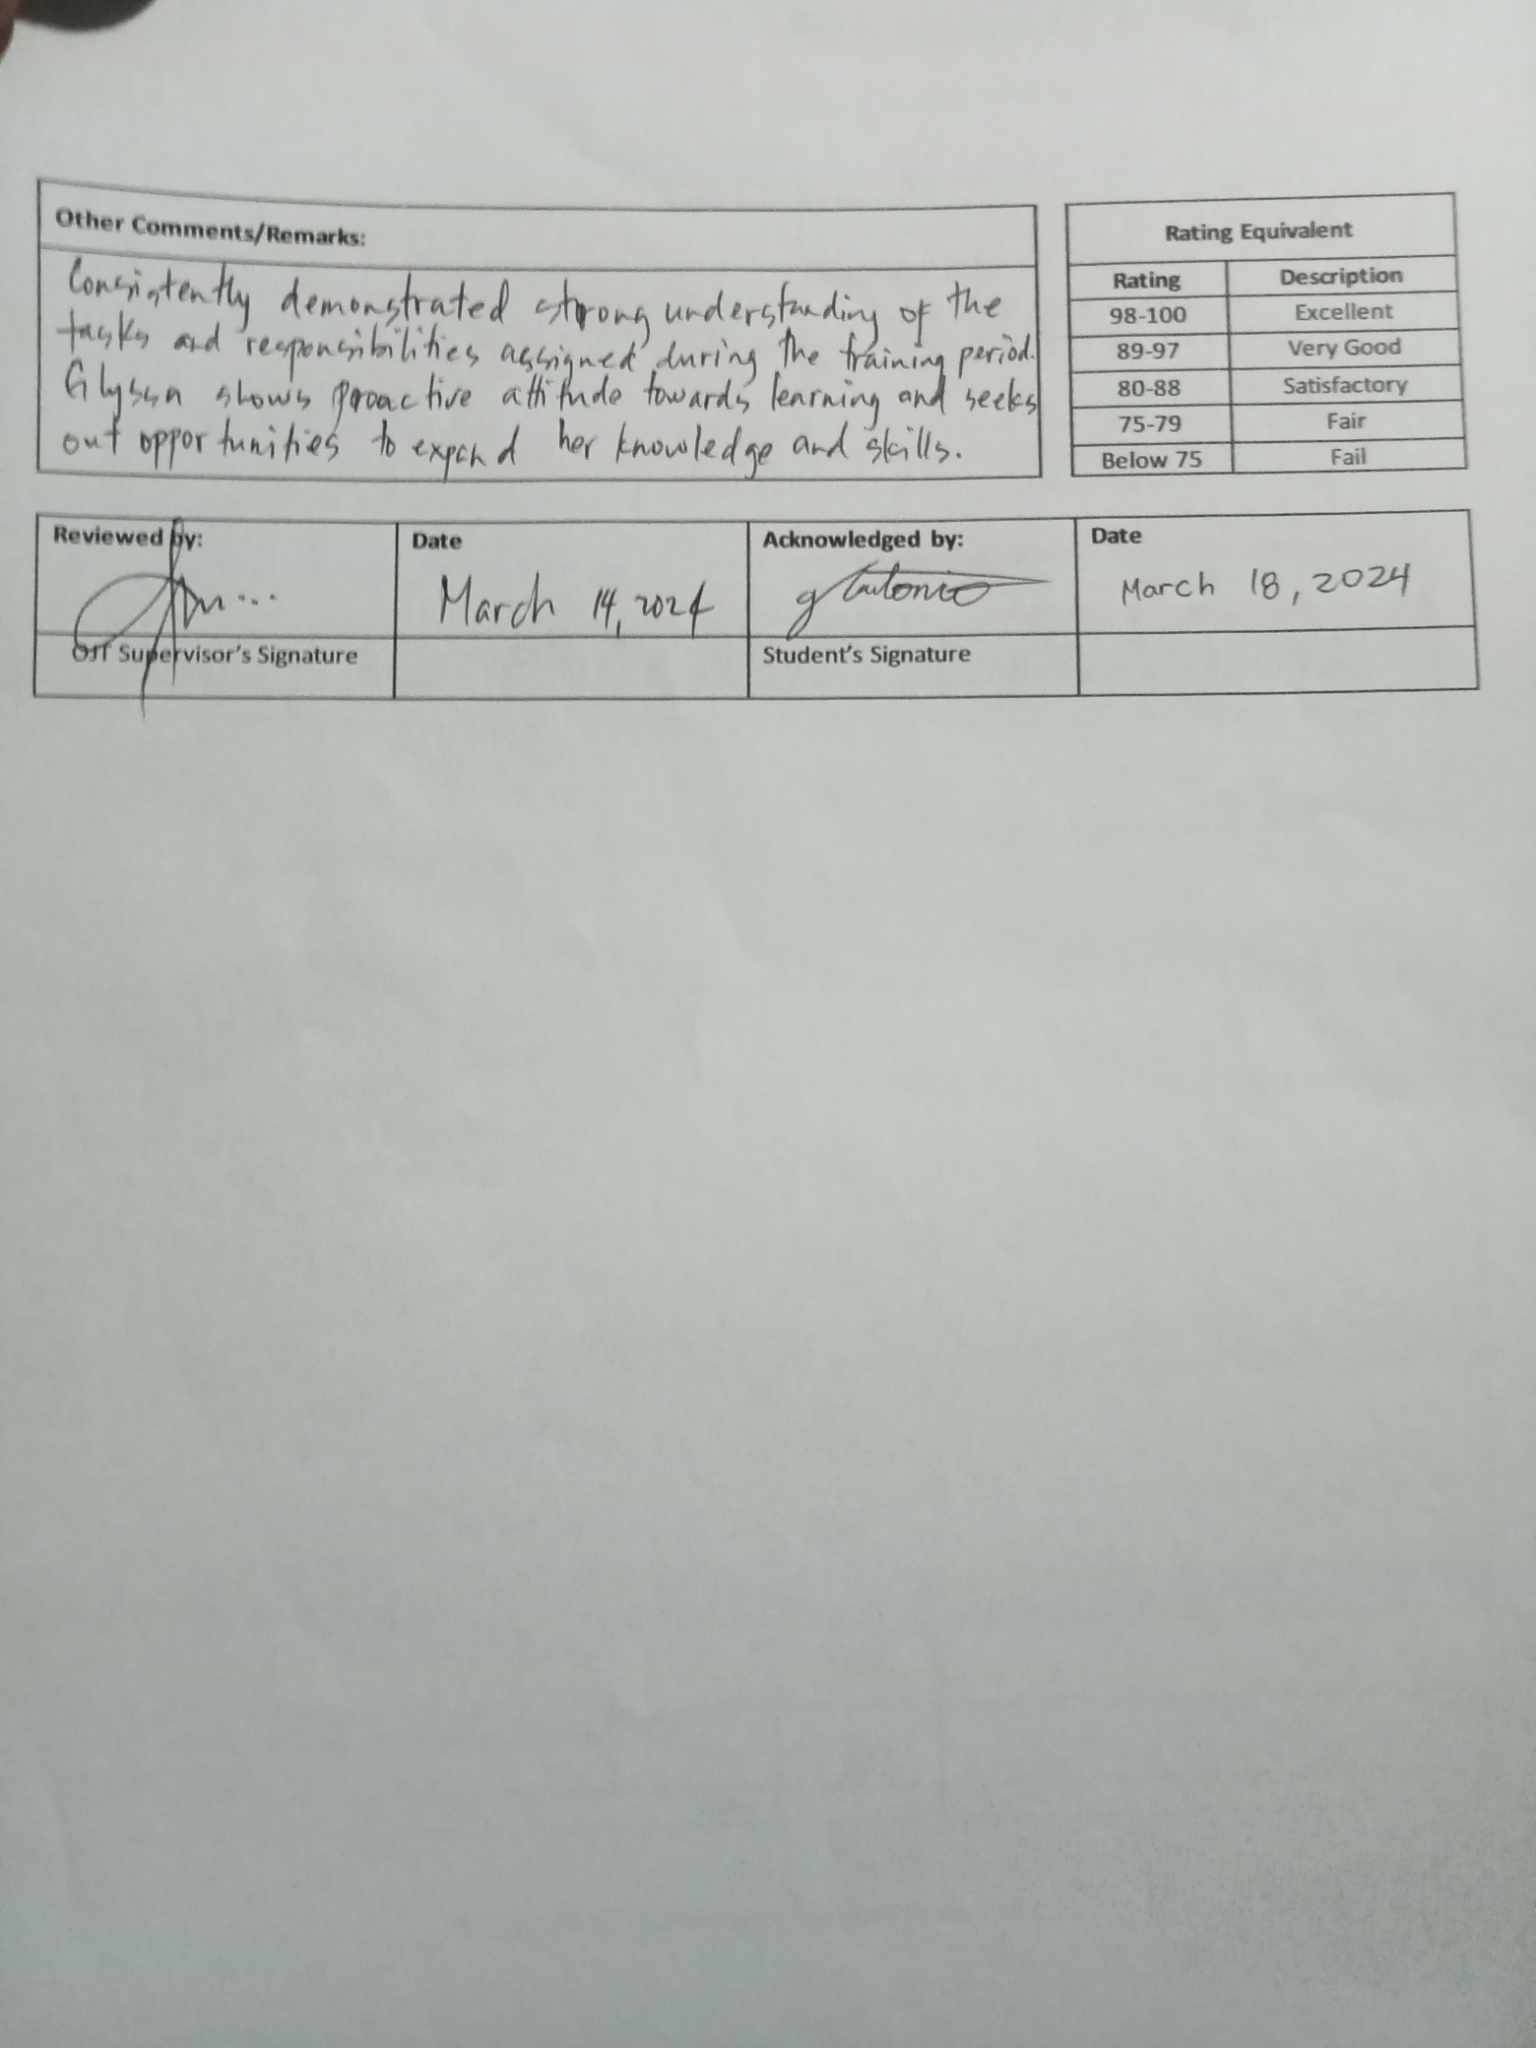 Other Comments/Remarks:
Consistently demonstrated strong understanding of the
tasks and responsibilities assigned during the training period.
Glyssa shows proactive attitude towards learning and seeks
out opportunities to expand her knowledge and skills.
Rating Equivalent
Rating Description
98-100 Excellent
89-97 Very Good
80-88 Satisfactory
75-79 Fair
Below 75 Fail
Reviewed by: Date Acknowledged by: Date
March 14, 2024 March 18, 2024
OJT Supervisor's Signature Student's Signature